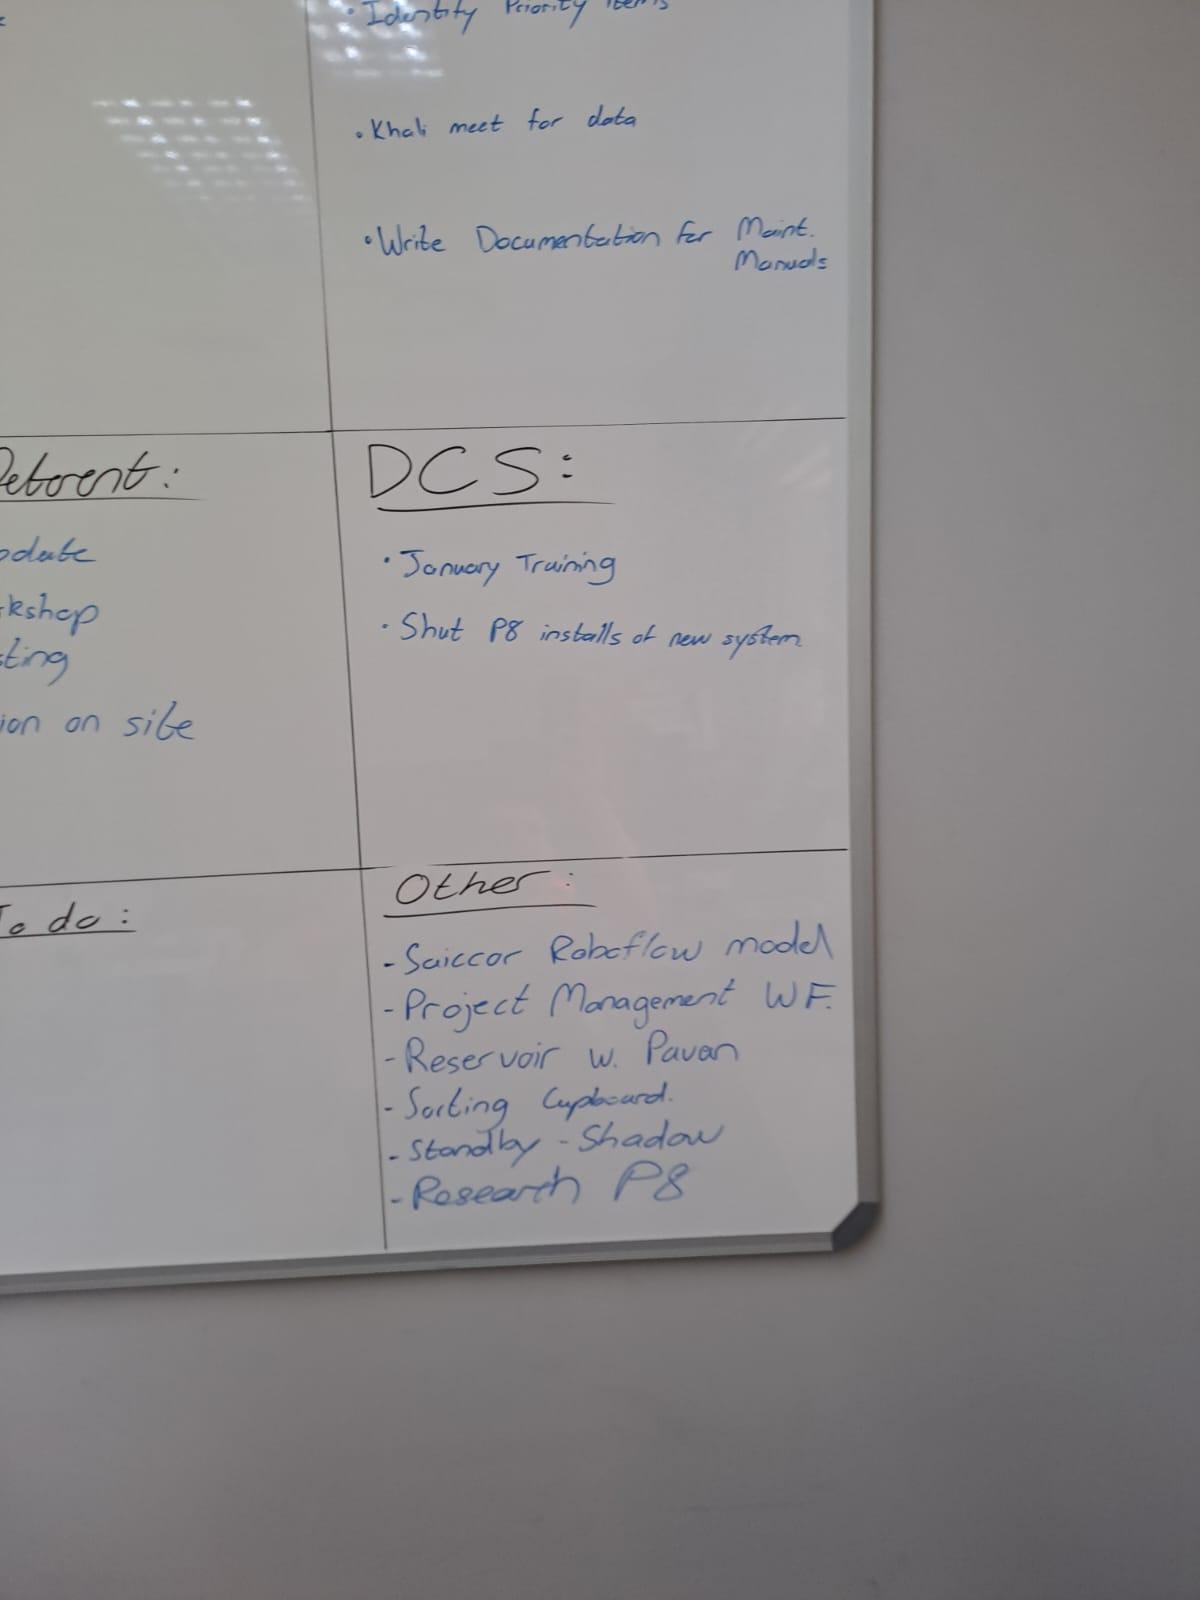 • Identify Priority items
• Khali meet for data
• Write Documentation for Maint.
Manuals
Deterent:
pdate
kshop
ting
ion on site
DCS:
• January Training
• Shut P8 installs of new system
To do:
Other:
- Saiccor Roboflow model
- Project Management WF.
- Reservoir w. Pavan
- Sorting Cupboard.
- Standby - Shadow
- Research P8